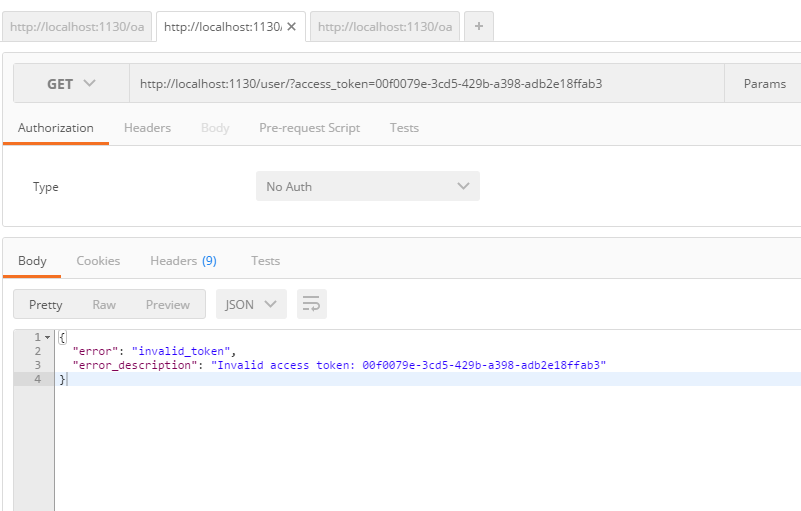 http://localhost:1130/oa http://localhost:1130/ ✕ http://localhost:1130/oa +
GET http://localhost:1130/user/?access_token=00f0079e-3cd5-429b-a398-adb2e18ffab3 Params
Authorization Headers Body Pre-request Script Tests
Type No Auth
Body Cookies Headers (9) Tests
Pretty Raw Preview JSON
1 {
2 "error": "invalid_token",
3 "error_description": "Invalid access token: 00f0079e-3cd5-429b-a398-adb2e18ffab3"
4 }